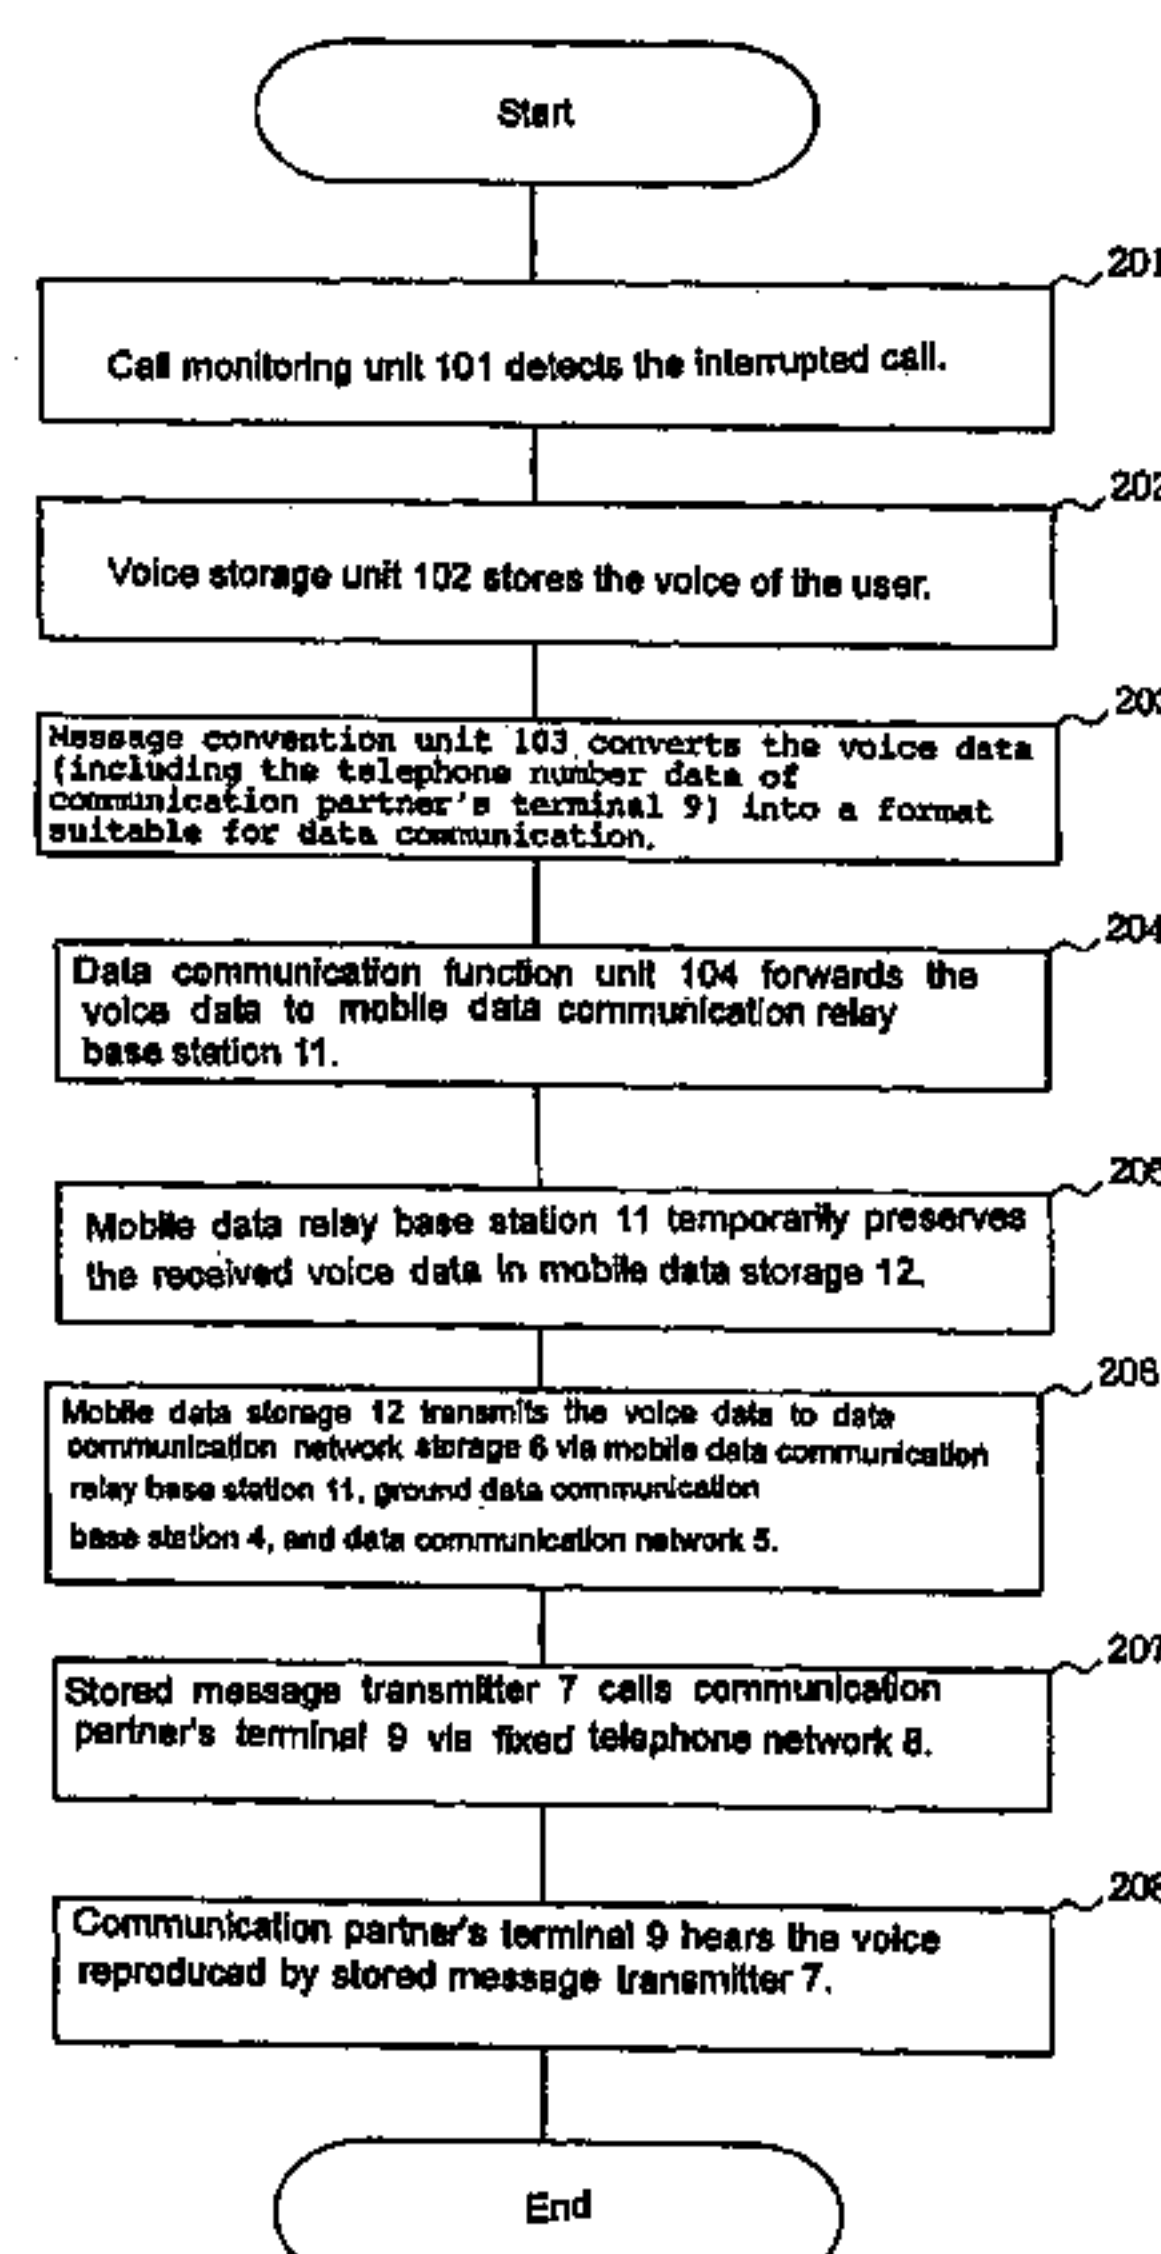 Start
201
Call monitoring unit 101 detects the interrupted call.
202
Voice storage unit 102 stores the voice of the user.
203
Message convention unit 103 converts the voice data
(including the telephone number data of
communication partner's terminal 9) into a format
suitable for data communication.
204
Data communication function unit 104 forwards the
voice data to mobile data communication relay
base station 11.
205
Mobile data relay base station 11 temporarily preserves
the received voice data in mobile data storage 12.
206
Mobile data storage 12 transmits the voice data to data
communication network storage 6 via mobile data communication
relay base station 11, ground data communication
base station 4, and data communication network 5.
207
Stored message transmitter 7 calls communication
partner's terminal 9 via fixed telephone network 8.
208
Communication partner's terminal 9 hears the voice
reproduced by stored message transmitter 7.
End